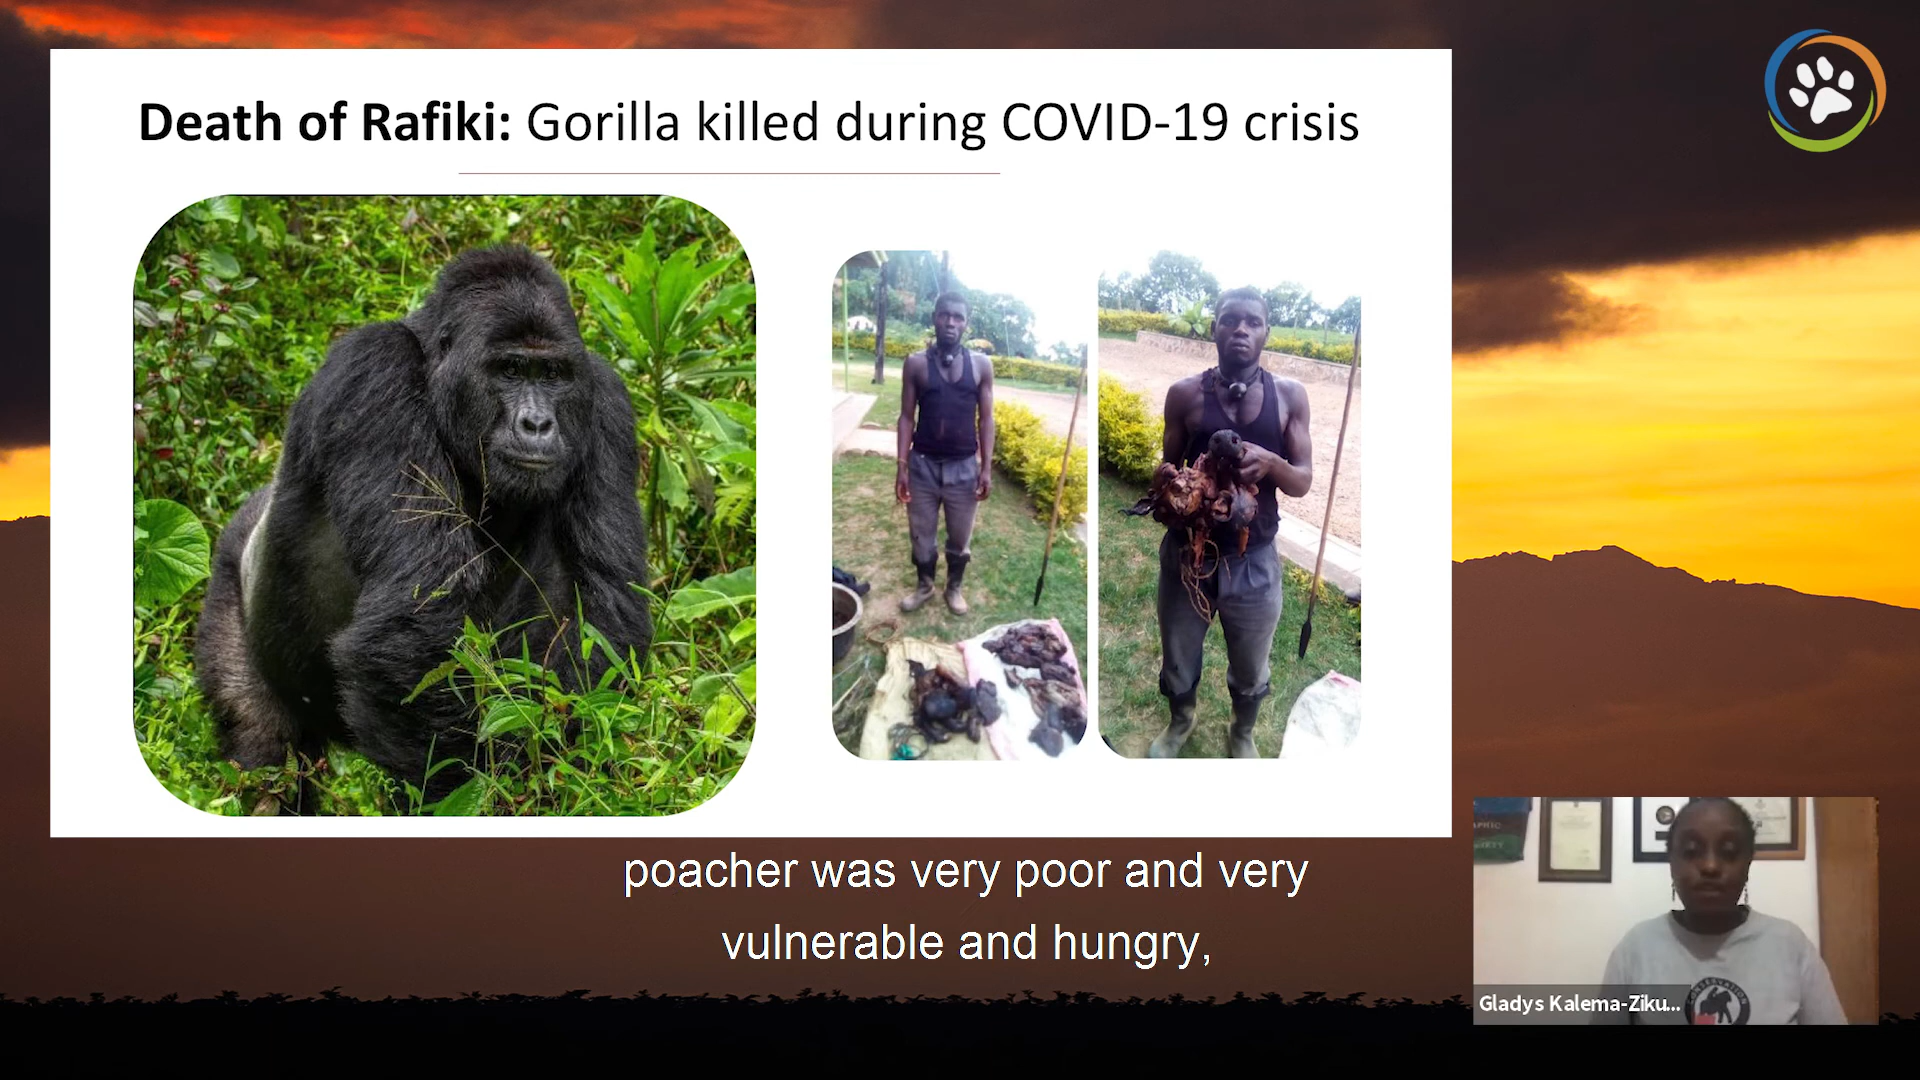 Death of Rafiki: Gorilla killed during COVID-19 crisis
poacher was very poor and very
vulnerable and hungry,
Gladys Kalema-Ziku...